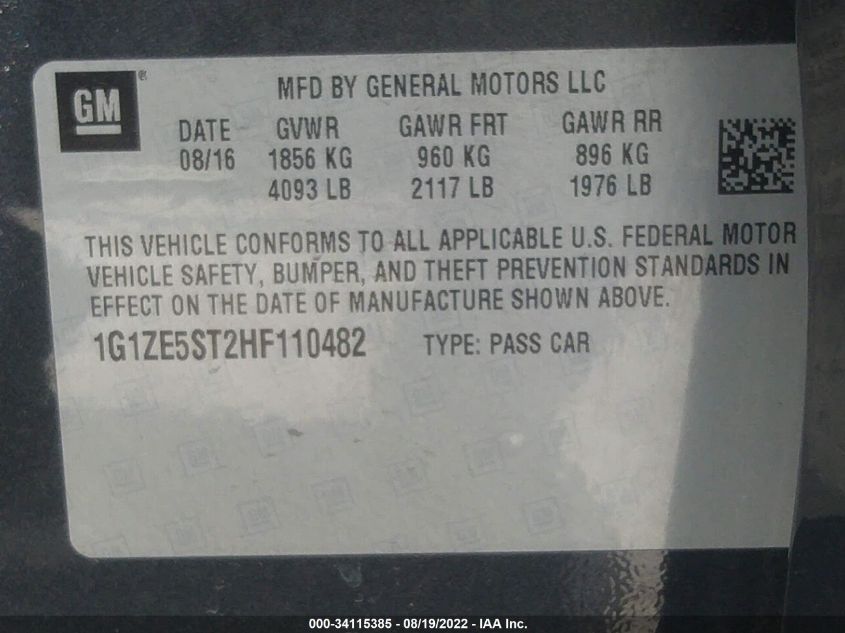 MFD BY GENERAL MOTORS LLC
GM ®
DATE GVWR GAWR FRT GAWR RR
08/16 1856 KG 960 KG 896 KG
4093 LB 2117 LB 1976 LB
THIS VEHICLE CONFORMS TO ALL APPLICABLE U.S. FEDERAL MOTOR
VEHICLE SAFETY, BUMPER, AND THEFT PREVENTION STANDARDS IN
EFFECT ON THE DATE OF MANUFACTURE SHOWN ABOVE.
1G1ZE5ST2HF110482 TYPE: PASS CAR
000-34115385 - 08/19/2022 - IAA Inc.